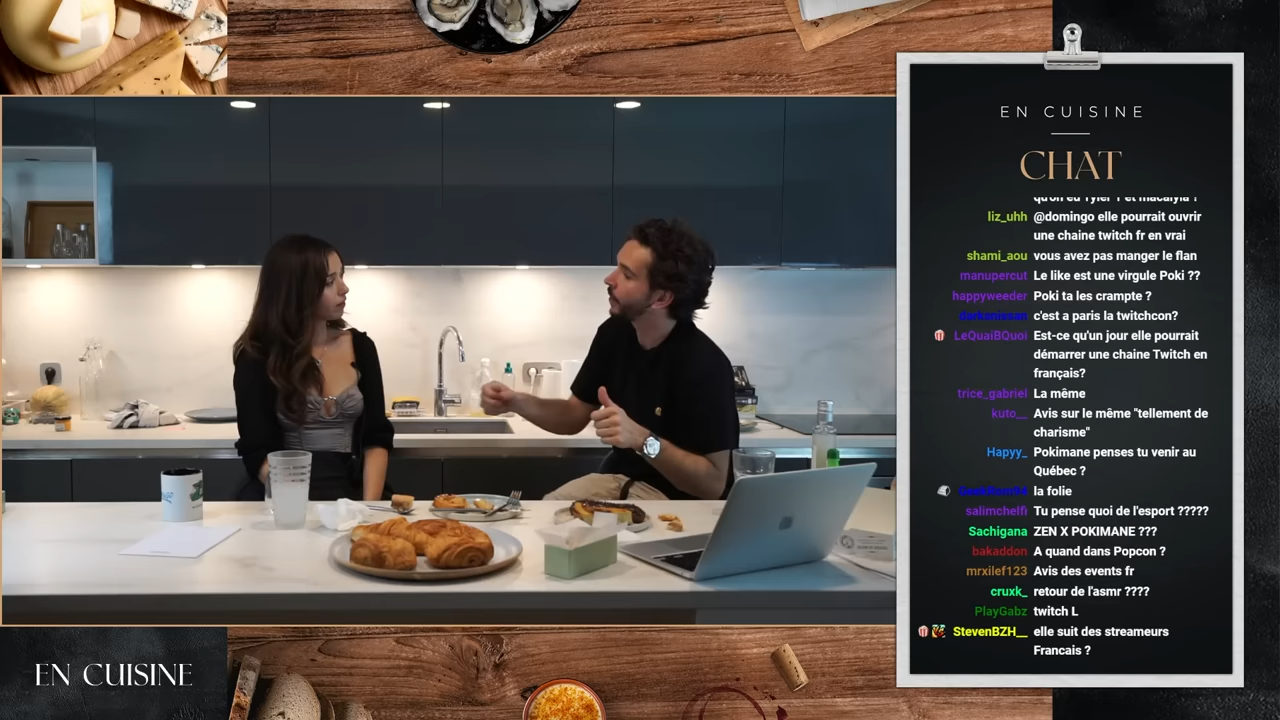 EN CUISINE
CHAT
liz_uhh @domingo elle pourrait ouvrir
une chaine twitch fr en vrai
shami_aou vous avez pas manger le flan
manupercut Le like est une virgule Poki ??
happyweeder Poki ta les crampte ?
c'est a paris la twitchcon?
LeQuaiBQuoi Est-ce qu'un jour elle pourrait
démarrer une chaine Twitch en
français?
trice_gabriel La même
kuto__ Avis sur le même "tellement de
charisme"
Happy_ Pokimane penses tu venir au
Québec ?
la folie
salimchelfi Tu pense quoi de l'esport ?????
Sachigana ZEN X POKIMANE ???
bakaddon A quand dans Popcon ?
mrxilef123 Avis des events fr
cruxk_ retour de l'asmr ????
PlayGabz twitch L
StevenBZH__ elle suit des streameurs
Francais ?
EN CUISINE